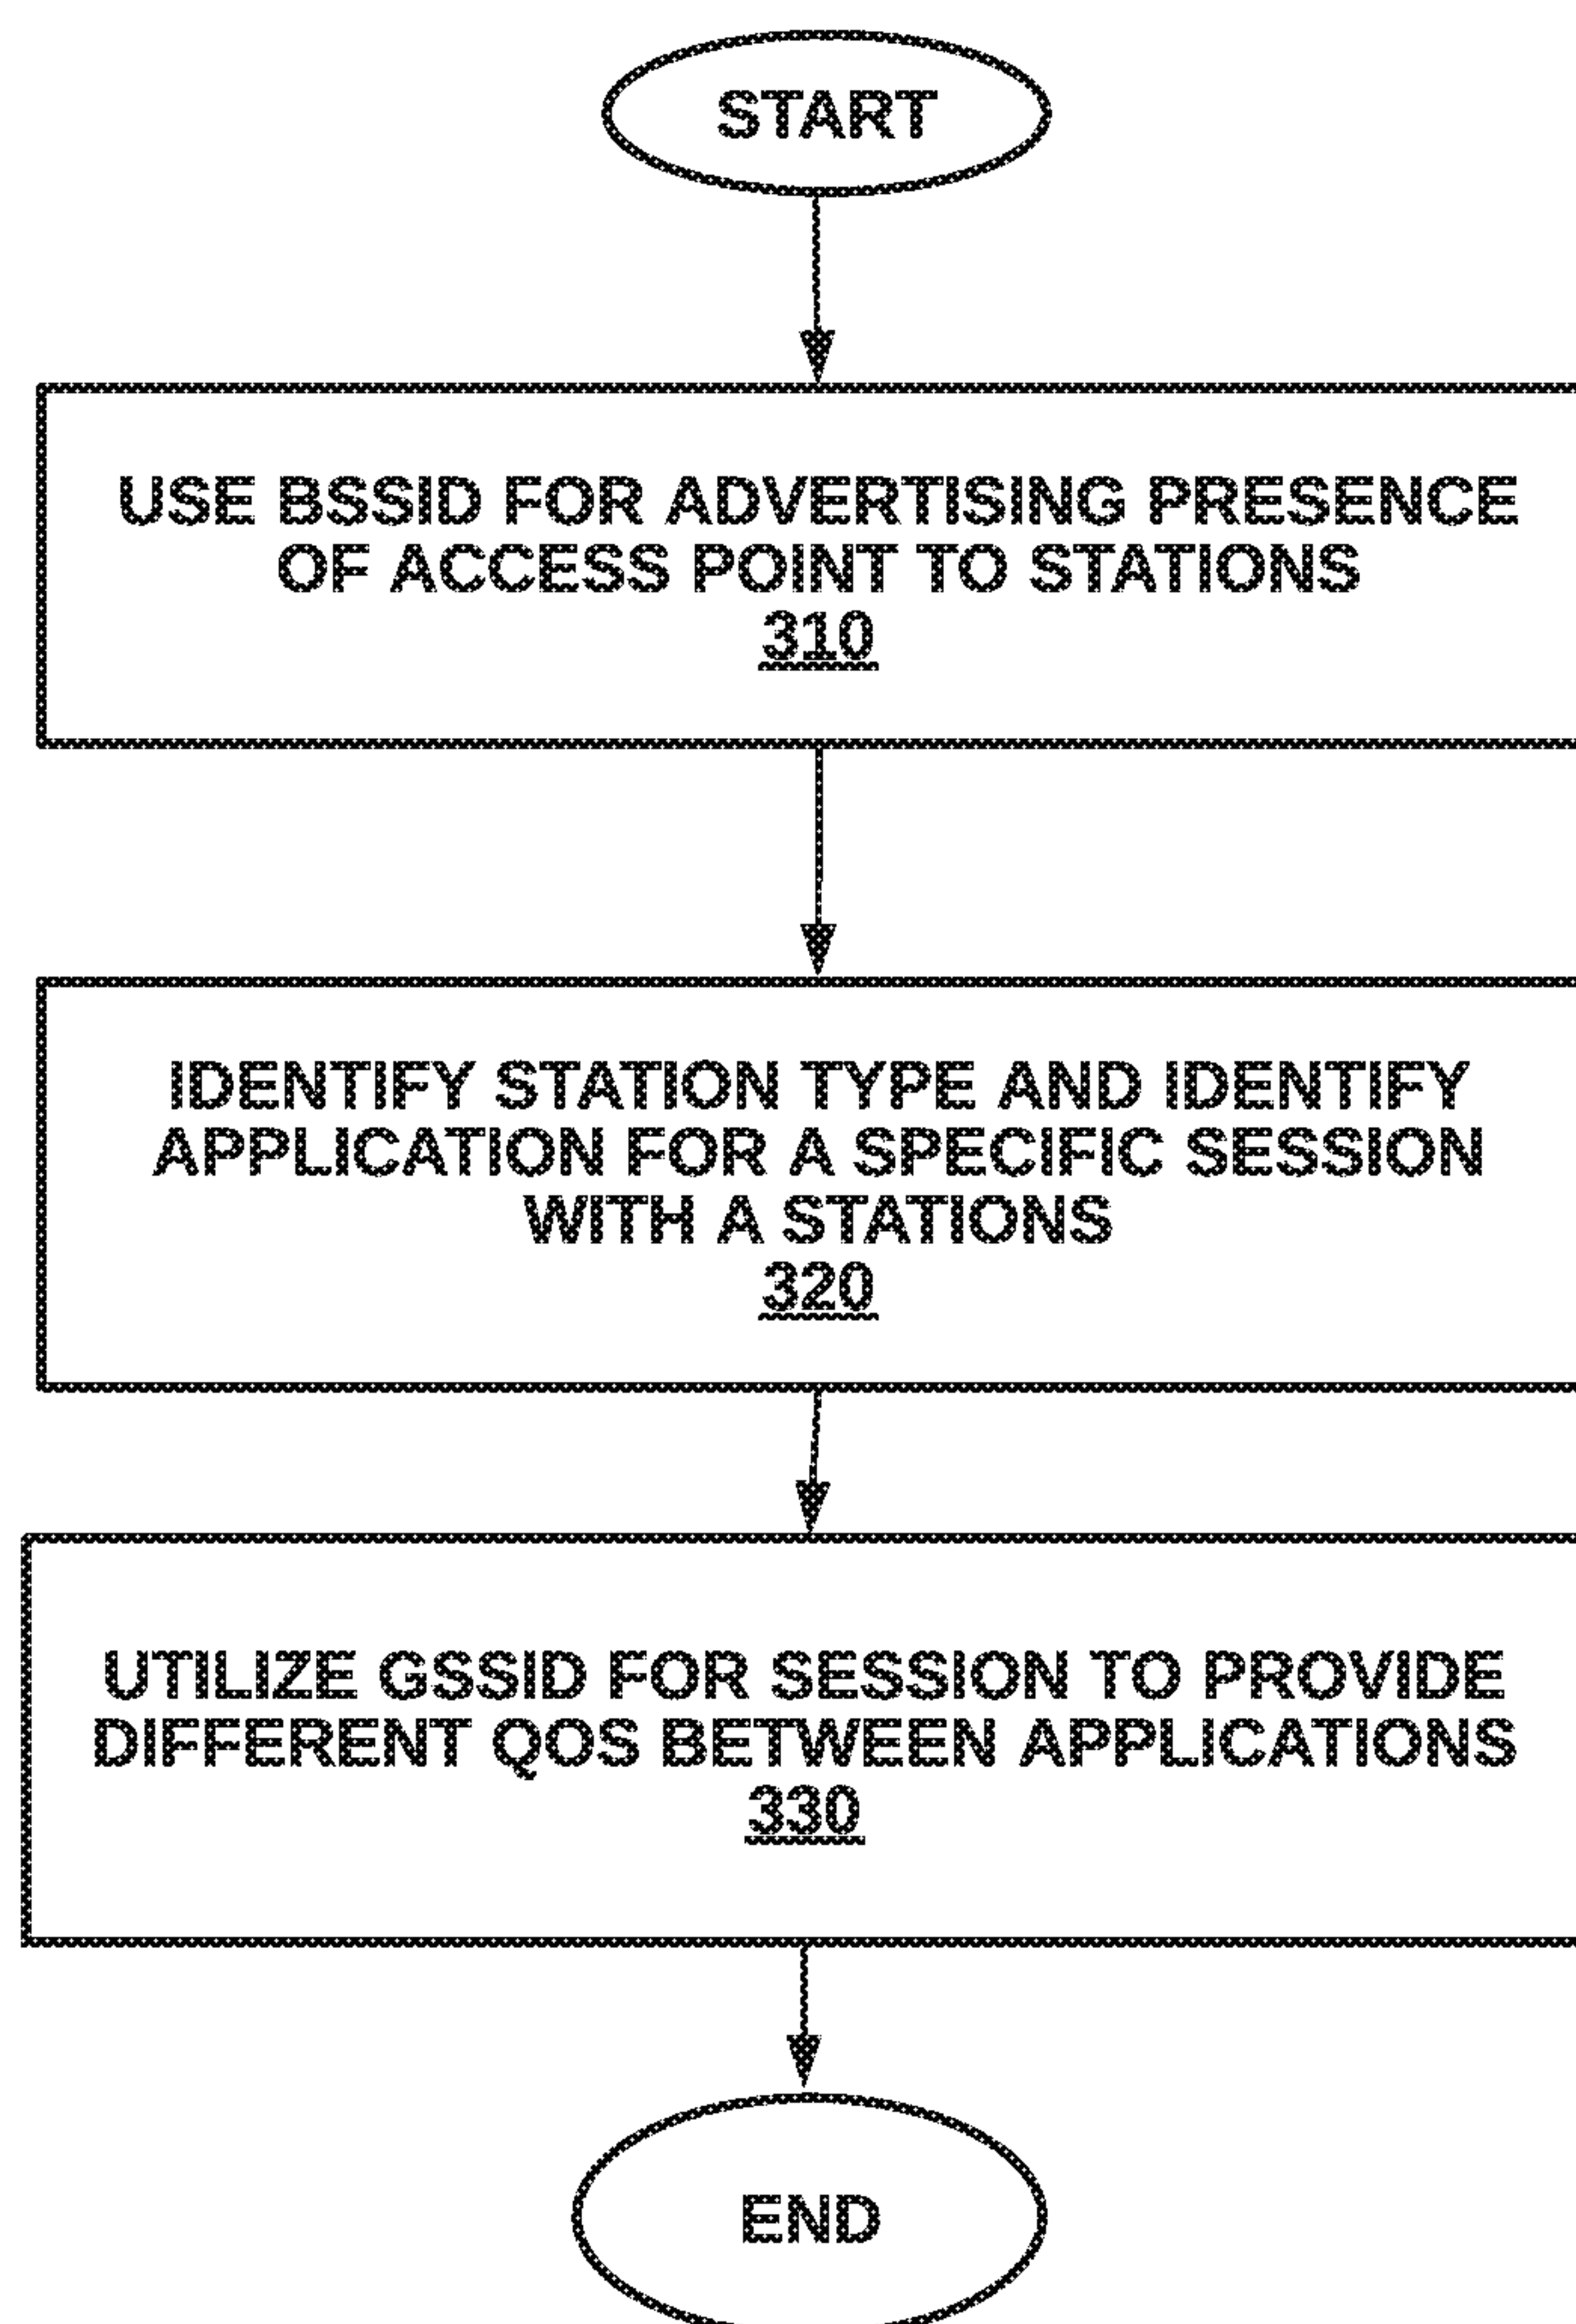 START
USE BSSID FOR ADVERTISING PRESENCE
OF ACCESS POINT TO STATIONS
310
IDENTIFY STATION TYPE AND IDENTIFY
APPLICATION FOR A SPECIFIC SESSION
WITH A STATIONS
320
UTILIZE GSSID FOR SESSION TO PROVIDE
DIFFERENT QOS BETWEEN APPLICATIONS
330
END